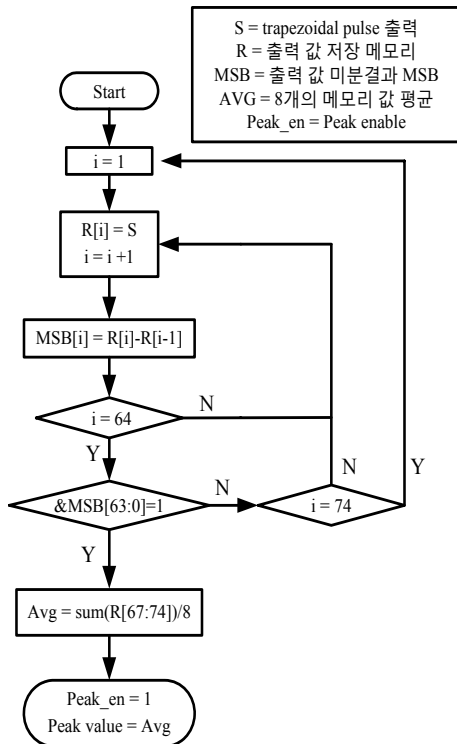 S = trapezoidal pulse 출력
R = 출력 값 저장 메모리
MSB = 출력 값 미분결과 MSB
AVG = 8개의 메모리 값 평균
Peak_en = Peak enable
Start
i = 1
R[i] = S
i = i +1
MSB[i] = R[i]-R[i-1]
i = 64
N
Y
&MSB[63:0]=1
N
i = 74
N
Y
Y
Avg = sum(R[67:74])/8
Peak_en = 1
Peak value = Avg